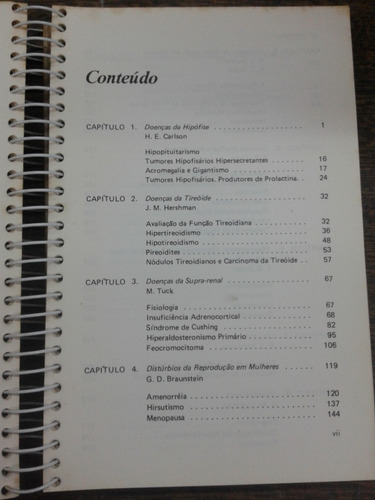 Conteúdo
CAPÍTULO 1. Doenças da Hipófise . . . . . . . . . . . . . . . . . . . 1
H. E. Carlson
Hipopituitarismo
Tumores Hipofisários Hipersecretantes . . . . . . . 16
Acromegalia e Gigantismo . . . . . . . . . . 17
Tumores Hipofisários. Produtores de Prolactina. . 24
CAPÍTULO 2. Doenças da Tireóide . . . . . . . . . . . . . . . . . . 32
J. M. Hershman
Avaliação da Função Tireoidiana . . . . . . . . . 32
Hipertireoidismo . . . . . . . . . . . . . . . 36
Hipotireoidismo . . . . . . . . . . . . . . . . 48
Pireoidites . . . . . . . . . . . . . . . . . . . 53
Nódulos Tireoidianos e Carcinoma da Tireóide . . 57
CAPÍTULO 3. Doenças da Supra-renal . . . . . . . . . . . . . . . . 67
M. Tuck
Fisiologia . . . . . . . . . . . . . . . . . . . 67
Insuficiência Adrenocortical . . . . . . . . . . . 68
Síndrome de Cushing . . . . . . . . . . . . . 82
Hiperaldosteronismo Primário . . . . . . . . . . 95
Feocromocitoma . . . . . . . . . . . . . . . 106
CAPÍTULO 4. Distúrbios da Reprodução em Mulheres . . . . . . . . 119
G. D. Braunstein
Amenorréia . . . . . . . . . . . . . . . . . . 120
Hirsutismo . . . . . . . . . . . . . . . . . . 137
Menopausa . . . . . . . . . . . . . . . . . . 144
vii